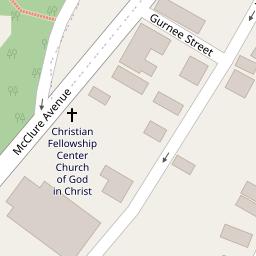 Gurnee Street
McClure Avenue
Christian
Fellowship
Center
Church
of God
in Christ